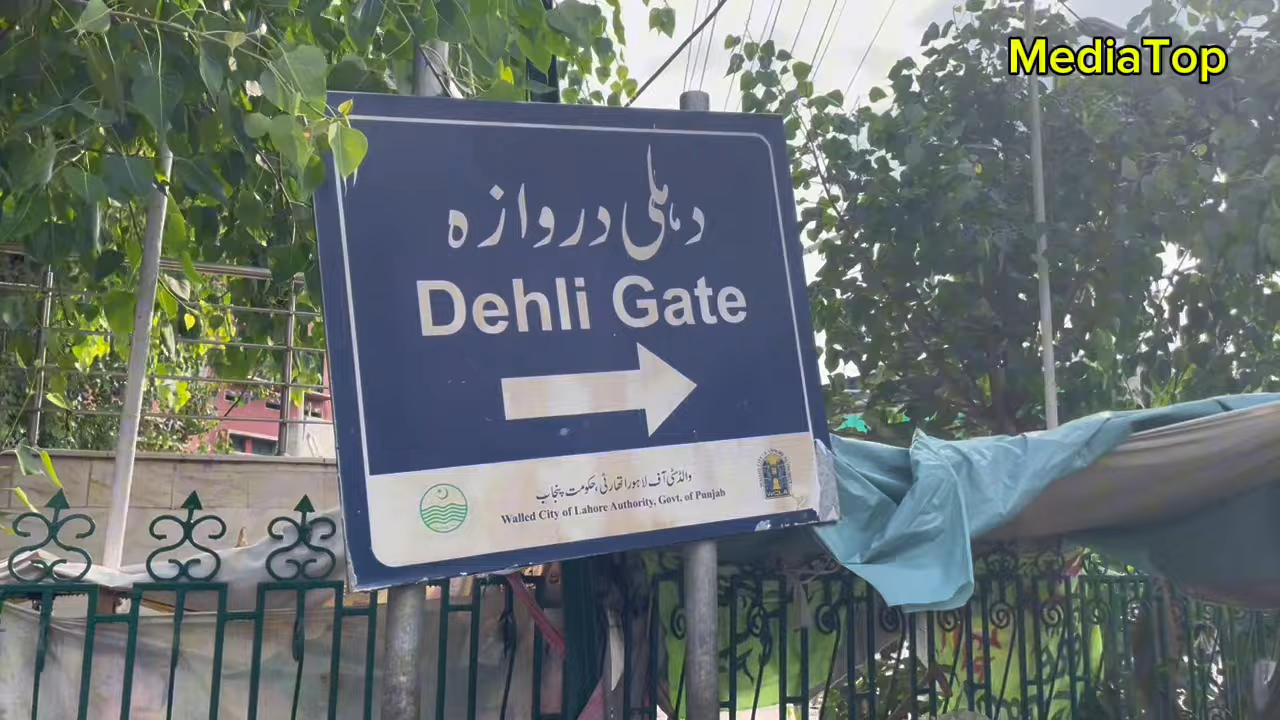 MediaTop
دہلی دروازہ
Dehli Gate
والڈ سٹی آف لاہور اتھارٹی، حکومت پنجاب
Walled City of Lahore Authority, Govt. of Punjab